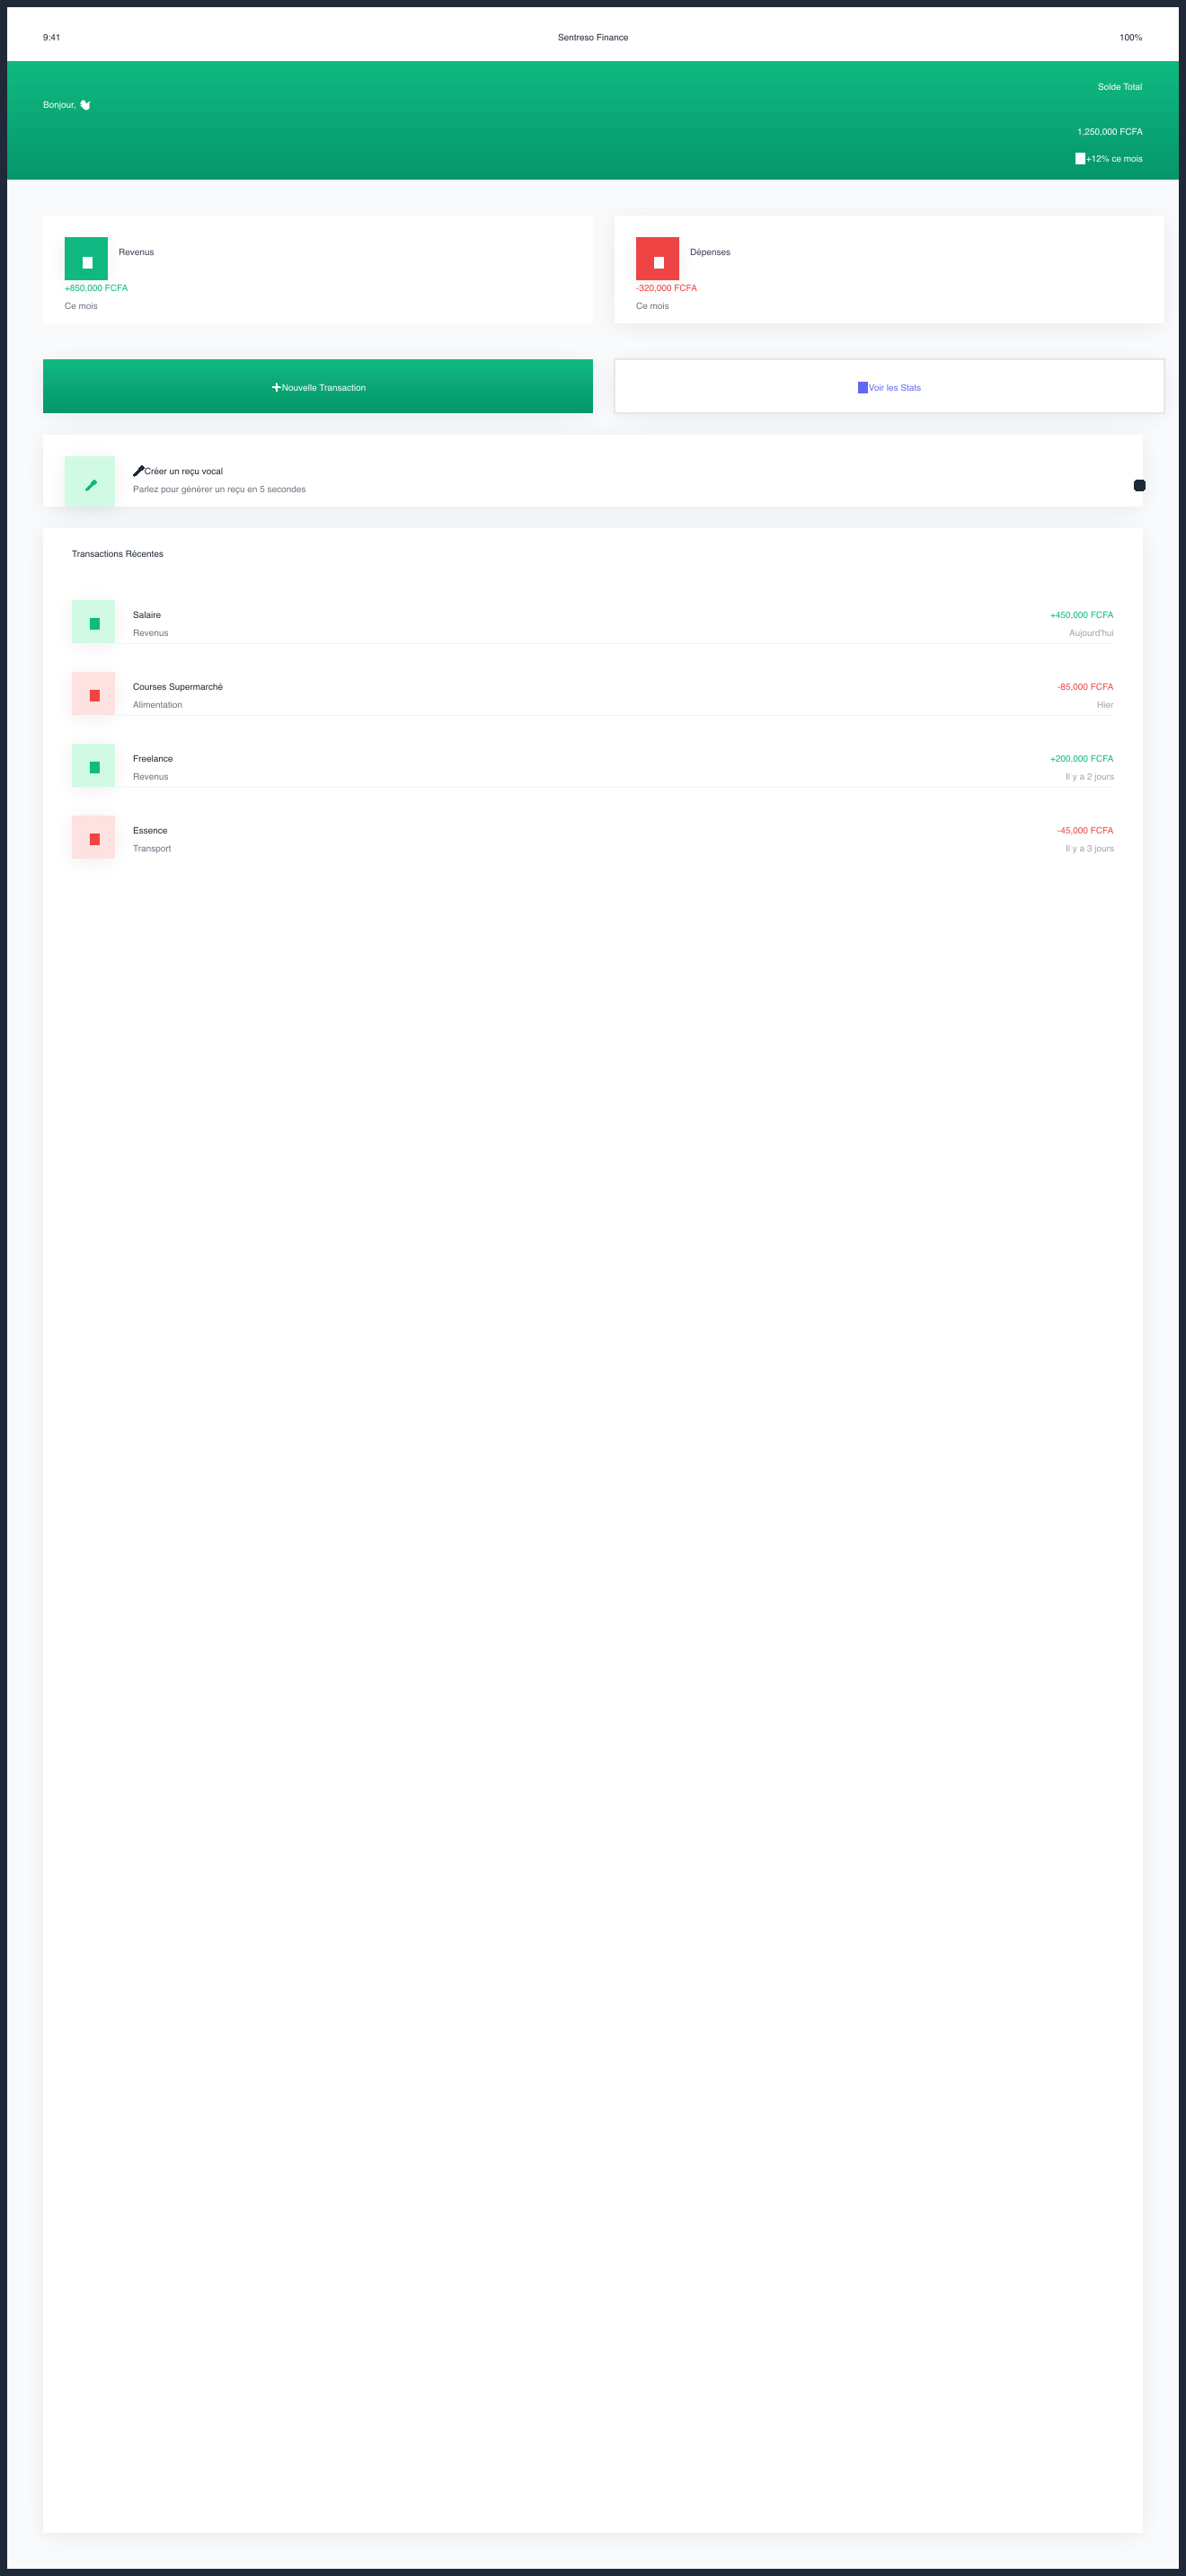 9:41
Sentreso Finance
100%
Solde Total
Bonjour,
1,250,000 FCFA
+12% ce mois
Revenus
+850,000 FCFA
Ce mois
Dépenses
-320,000 FCFA
Ce mois
Nouvelle Transaction
Voir les Stats
Créer un reçu vocal
Parlez pour générer un reçu en 5 secondes
Transactions Récentes
Salaire
+450,000 FCFA
Revenus
Aujourd'hui
Courses Supermarché
-85,000 FCFA
Alimentation
Hier
Freelance
+200,000 FCFA
Revenus
Il y a 2 jours
Essence
-45,000 FCFA
Transport
Il y a 3 jours